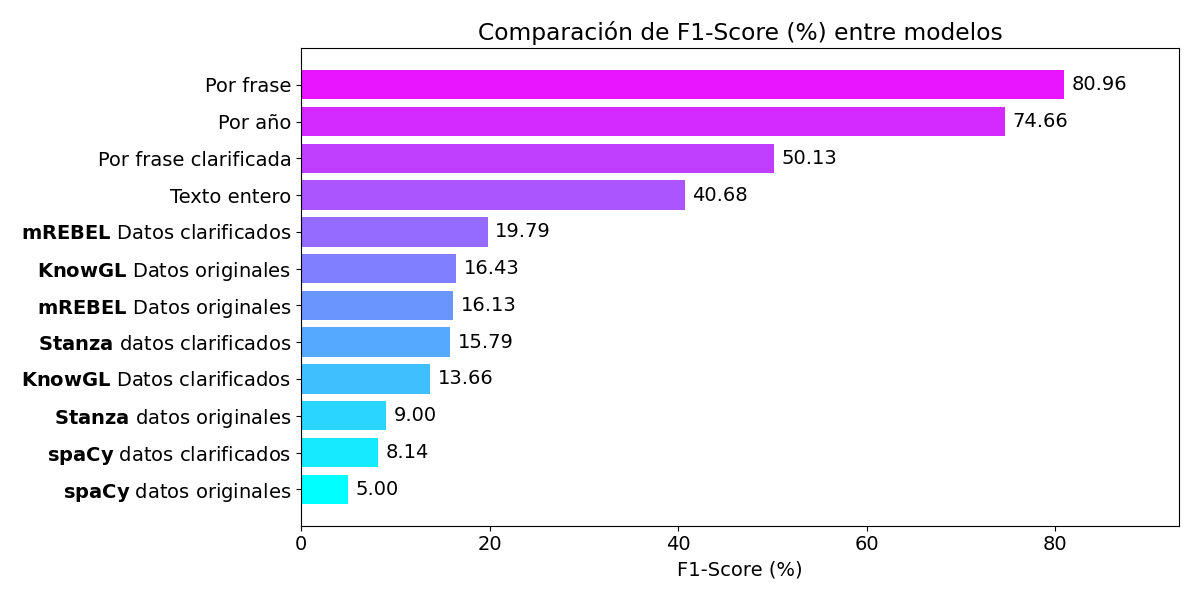 Comparación de F1-Score (%) entre modelos
Por frase 80.96
Por año 74.66
Por frase clarificada 50.13
Texto entero 40.68
mREBEL Datos clarificados 19.79
KnowGL Datos originales 16.43
mREBEL Datos originales 16.13
Stanza datos clarificados 15.79
KnowGL Datos clarificados 13.66
Stanza datos originales 9.00
spaCy datos clarificados 8.14
spaCy datos originales 5.00
0 20 40 60 80
F1-Score (%)